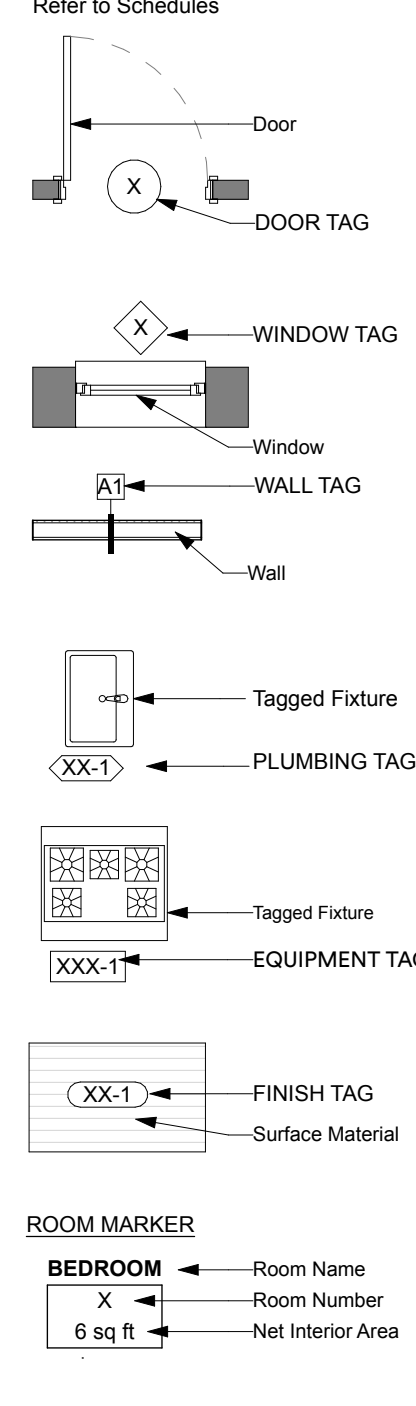 Refer to Schedules
Door
X
DOOR TAG
X
WINDOW TAG
Window
A1
WALL TAG
Wall
Tagged Fixture
XX-1
PLUMBING TAG
Tagged Fixture
XXX-1
EQUIPMENT TAG
XX-1
FINISH TAG
Surface Material
ROOM MARKER
BEDROOM
Room Name
X
Room Number
6 sq ft
Net Interior Area